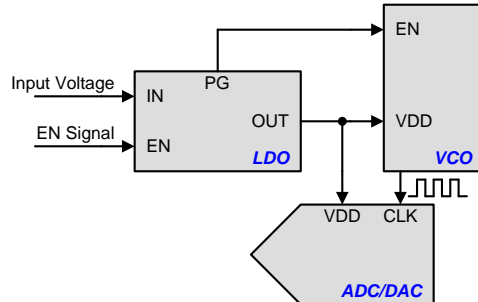 EN
Input Voltage
IN
PG
EN Signal
EN
OUT
LDO
VDD
VCO
VDD
CLK
ADC/DAC